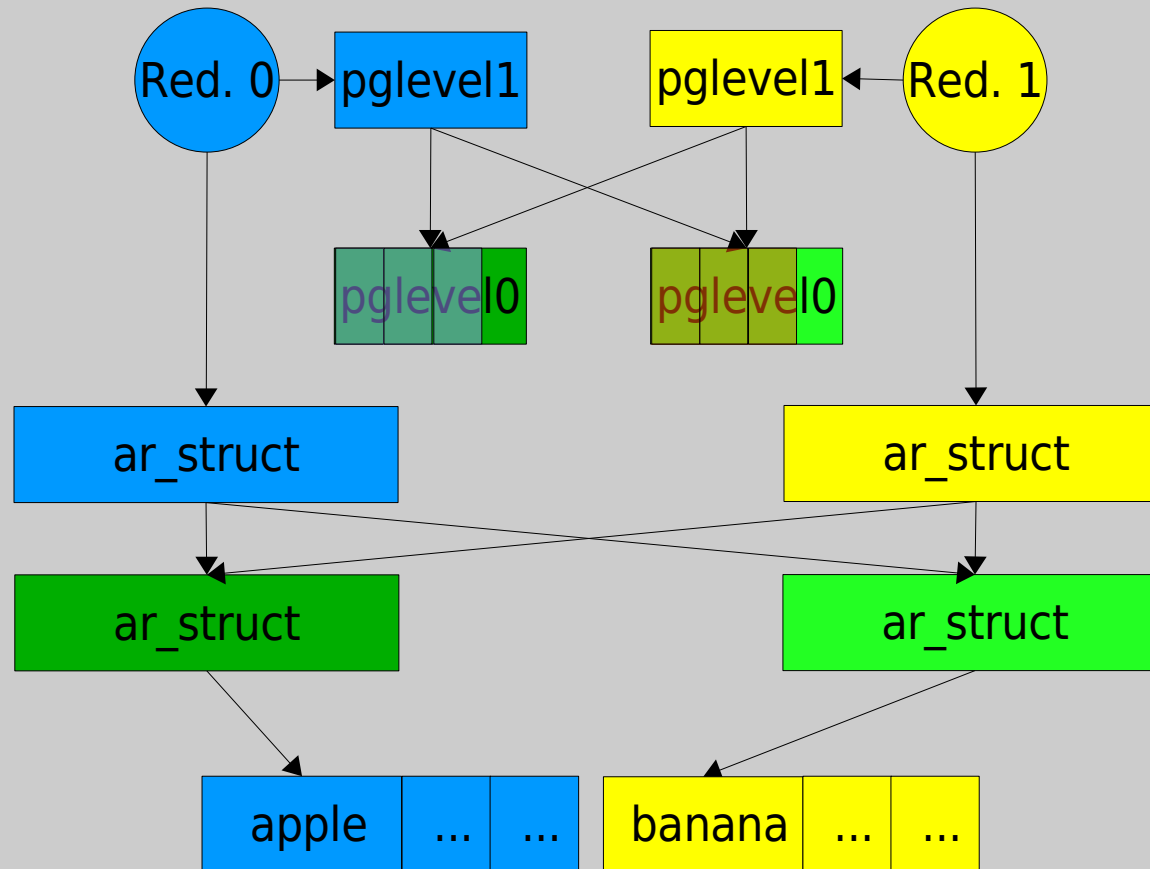 Red. 0
pglevel1
pglevel1
Red. 1
pglevel0
pglevel0
ar_struct
ar_struct
ar_struct
ar_struct
apple ... ...
banana ... ...